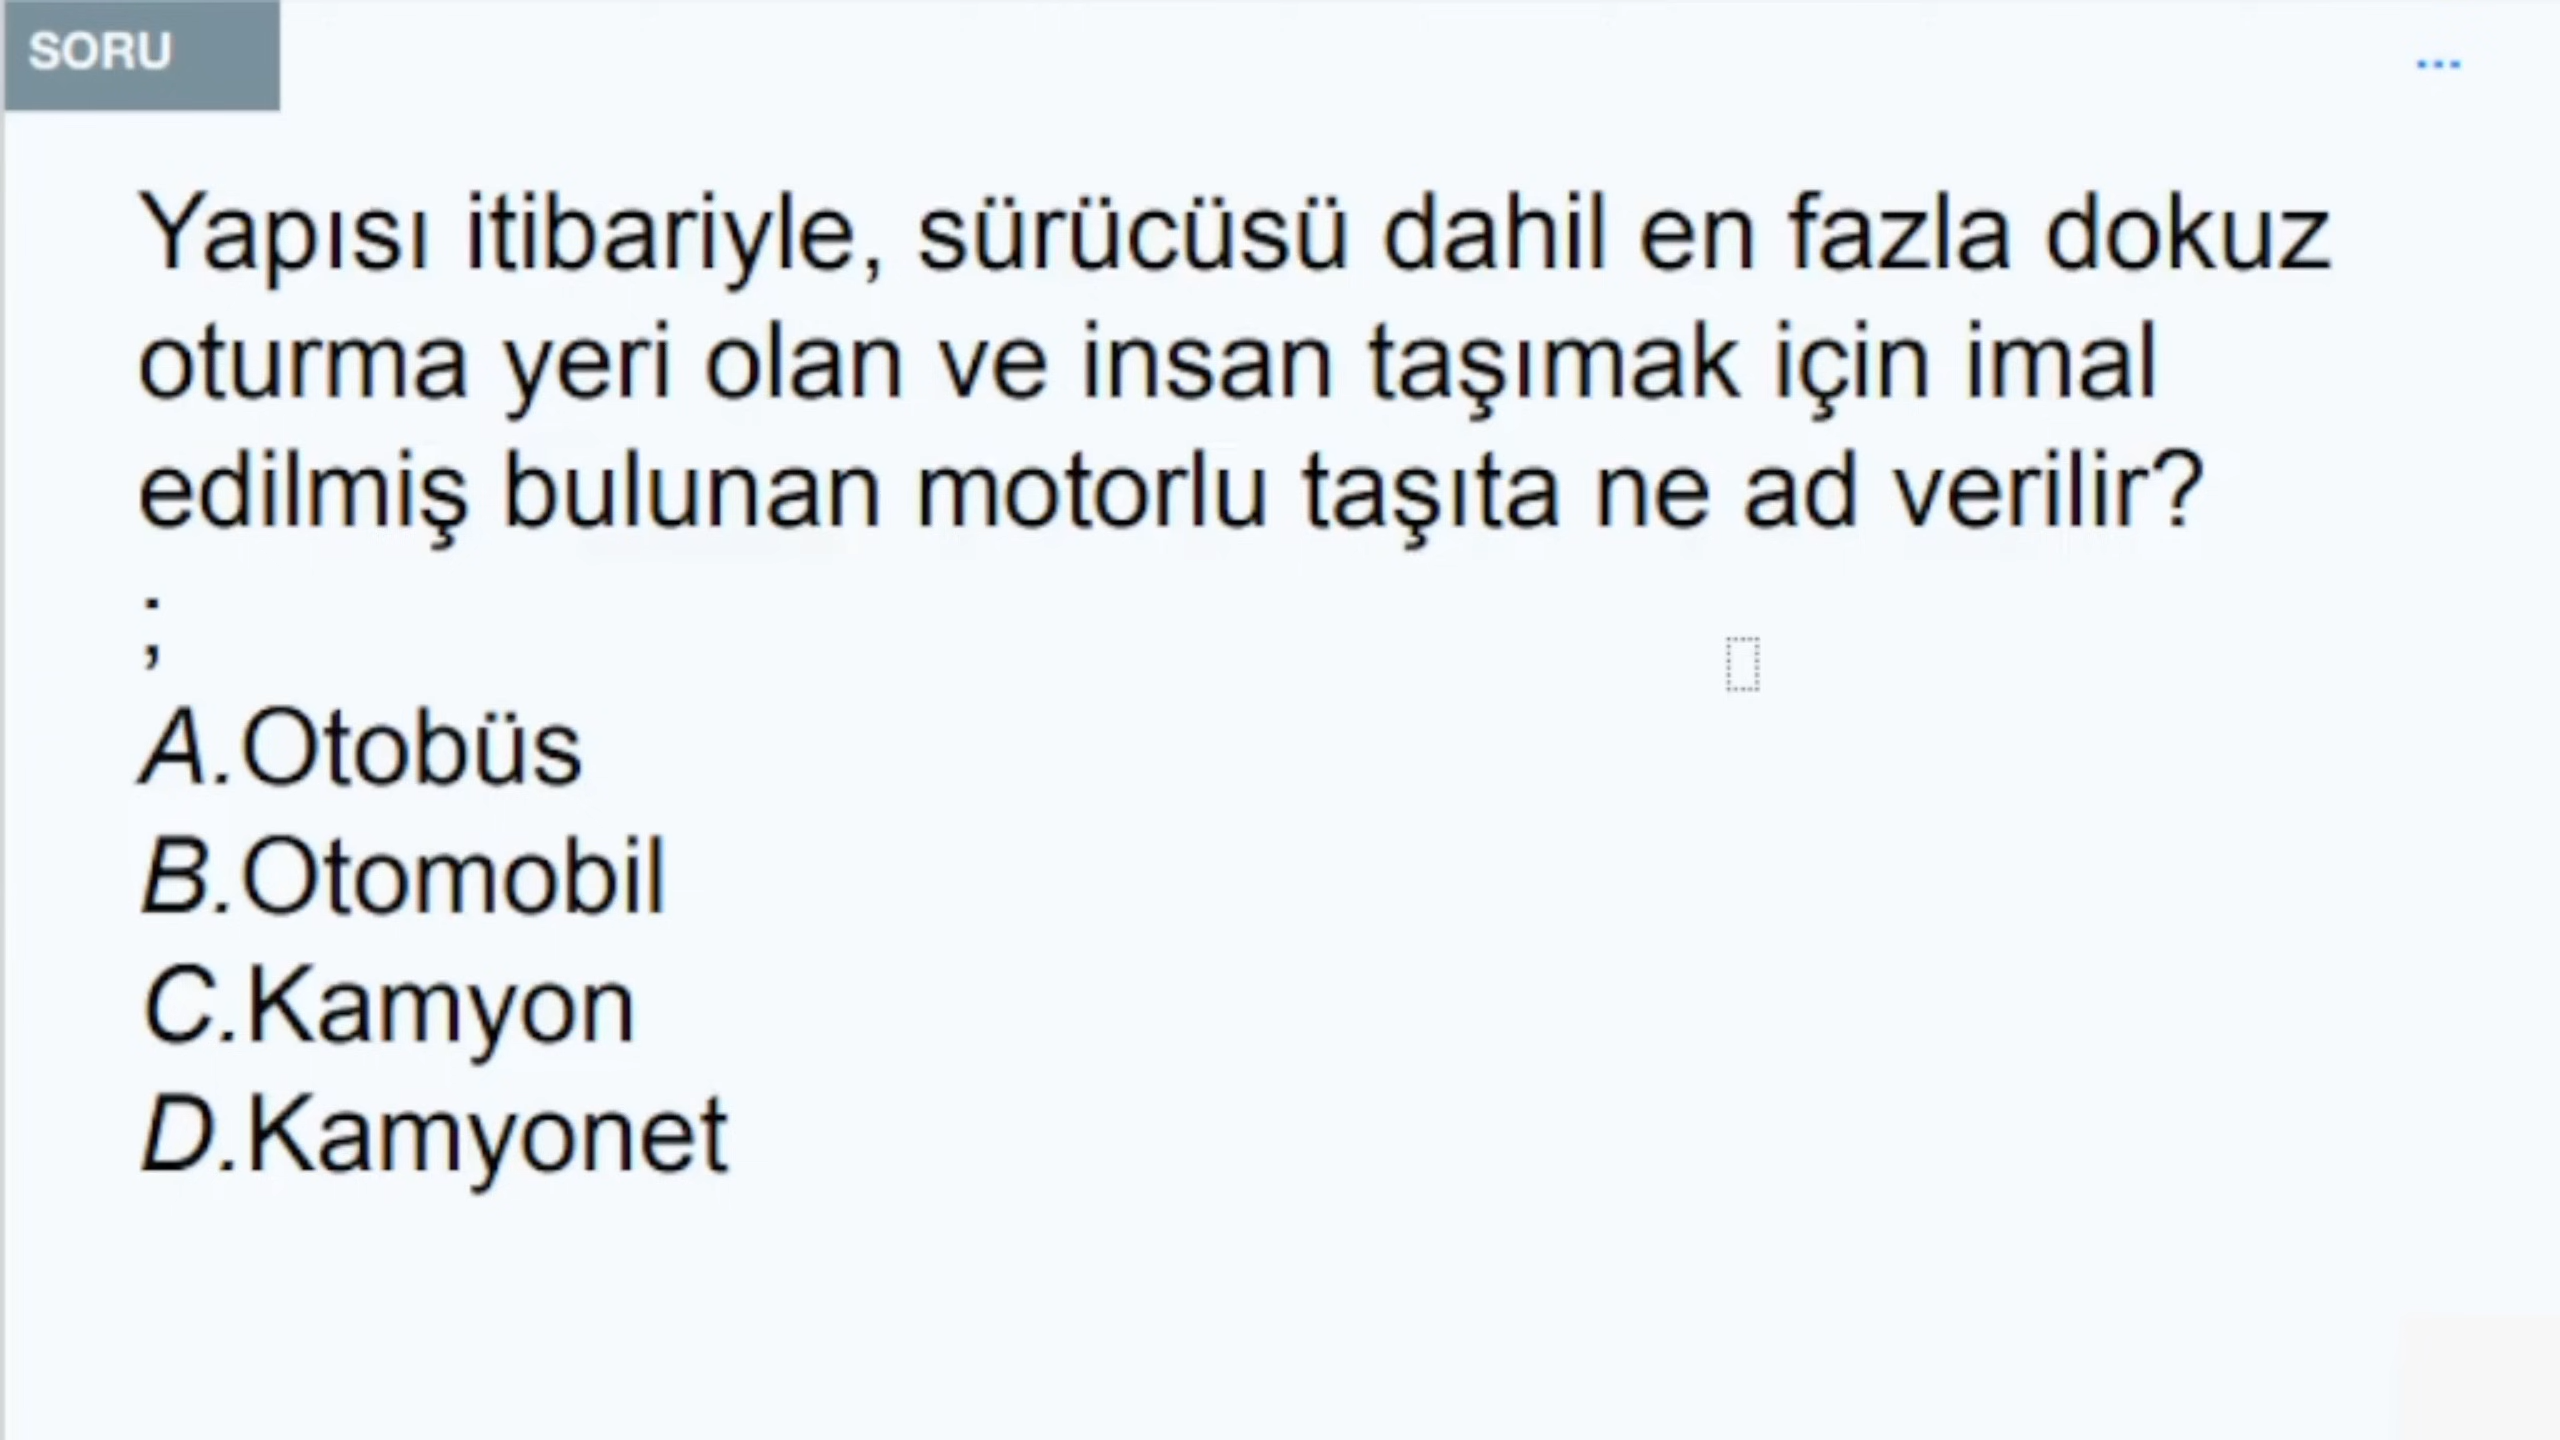 SORU
...
Yapısı itibariyle, sürücüsü dahil en fazla dokuz
oturma yeri olan ve insan taşımak için imal
edilmiş bulunan motorlu taşıta ne ad verilir?
;
A.Otobüs
B.Otomobil
C.Kamyon
D.Kamyonet